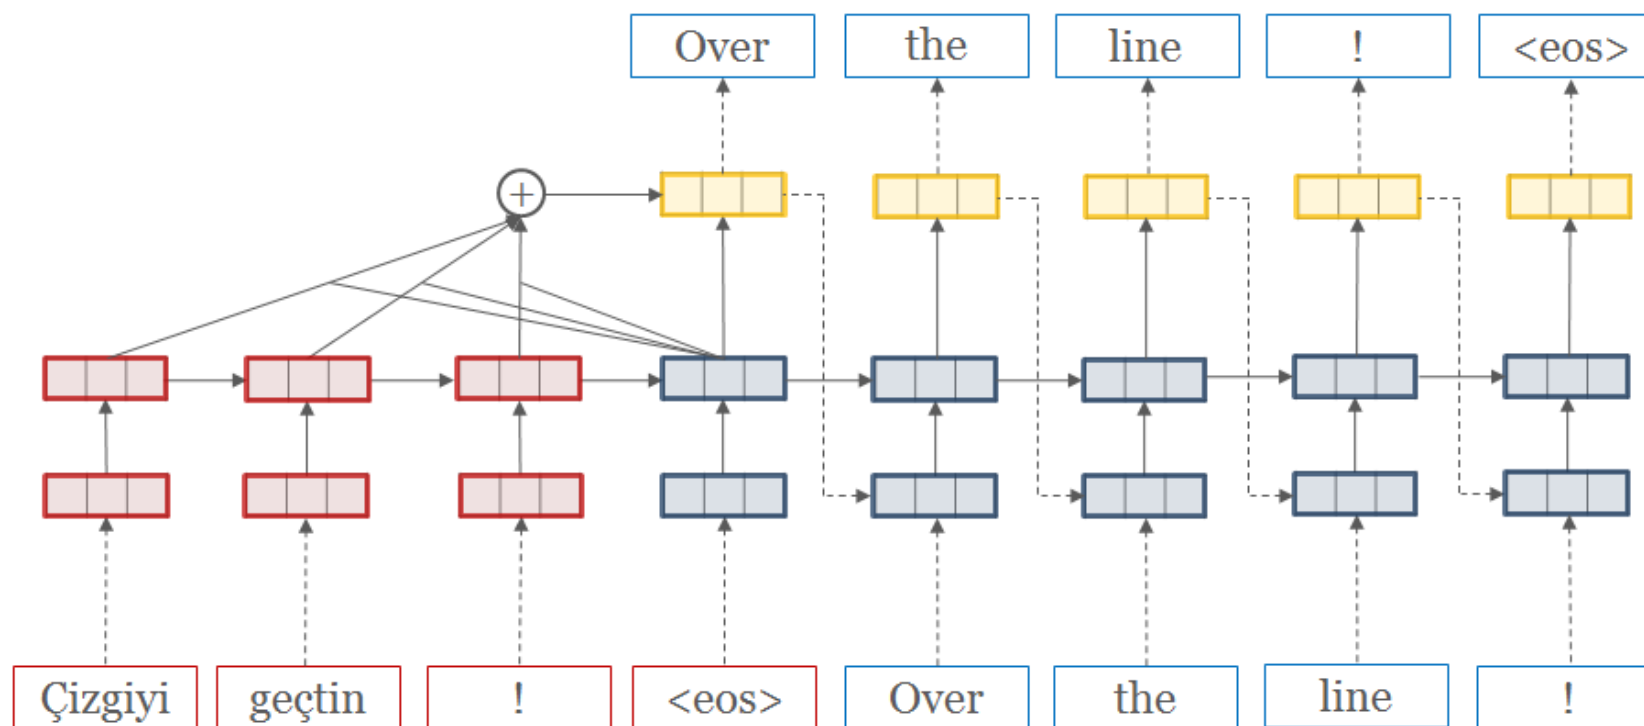 Over the line ! <eos>
+
Çizgiyi geçtin ! <eos> Over the line !